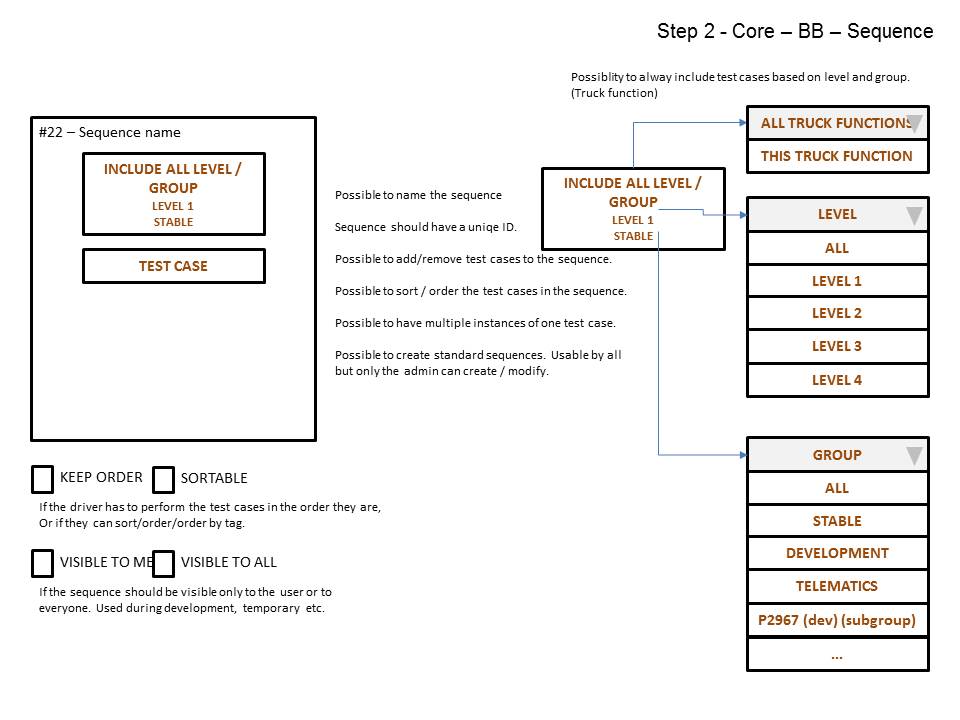 Step 2 - Core – BB – Sequence
Possiblity to alway include test cases based on level and group.
(Truck function)
#22 – Sequence name
INCLUDE ALL LEVEL /
GROUP
LEVEL 1
STABLE
TEST CASE
Possible to name the sequence
Sequence should have a uniqe ID.
Possible to add/remove test cases to the sequence.
Possible to sort / order the test cases in the sequence.
Possible to have multiple instances of one test case.
Possible to create standard sequences. Usable by all
but only the admin can create / modify.
INCLUDE ALL LEVEL /
GROUP
LEVEL 1
STABLE
ALL TRUCK FUNCTIONS
THIS TRUCK FUNCTION
LEVEL
ALL
LEVEL 1
LEVEL 2
LEVEL 3
LEVEL 4
GROUP
ALL
STABLE
DEVELOPMENT
TELEMATICS
P2967 (dev) (subgroup)
...
KEEP ORDER
SORTABLE
If the driver has to perform the test cases in the order they are,
Or if they can sort/order/order by tag.
VISIBLE TO ME
VISIBLE TO ALL
If the sequence should be visible only to the user or to
everyone. Used during development, temporary etc.